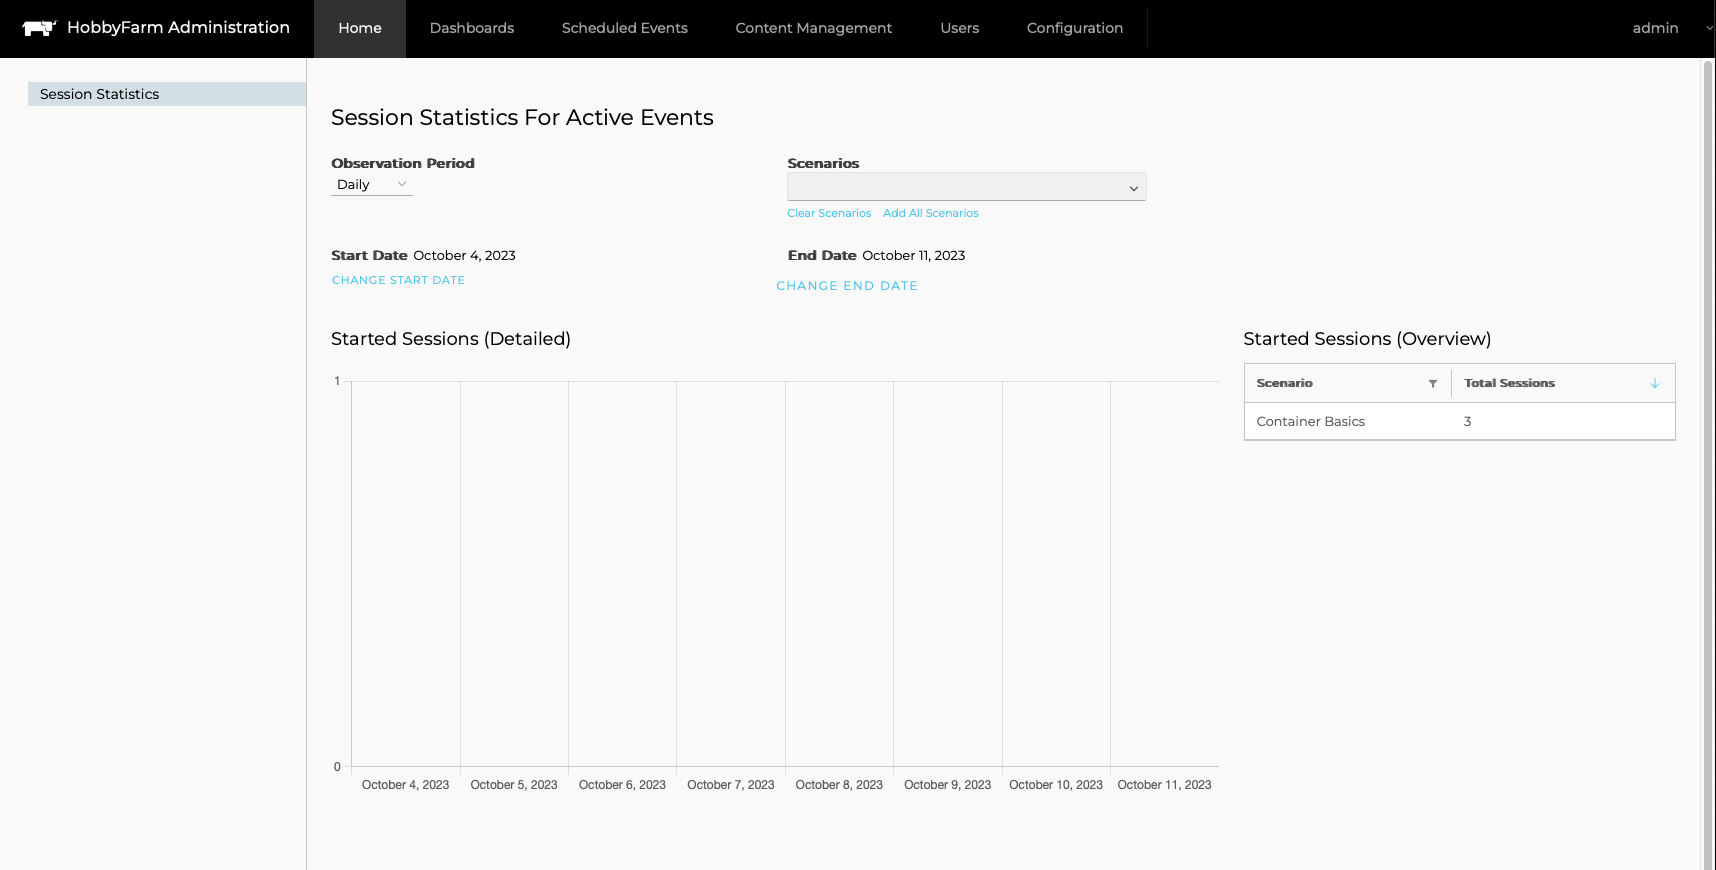 HobbyFarm Administration
Home
Dashboards
Scheduled Events
Content Management
Users
Configuration
admin
Session Statistics
Session Statistics For Active Events
Observation Period
Daily
Scenarios
Clear Scenarios
Add All Scenarios
Start Date October 4, 2023
CHANGE START DATE
End Date October 11, 2023
CHANGE END DATE
Started Sessions (Detailed)
1
0
October 4, 2023
October 5, 2023
October 6, 2023
October 7, 2023
October 8, 2023
October 9, 2023
October 10, 2023
October 11, 2023
Started Sessions (Overview)
Scenario
Total Sessions
Container Basics
3